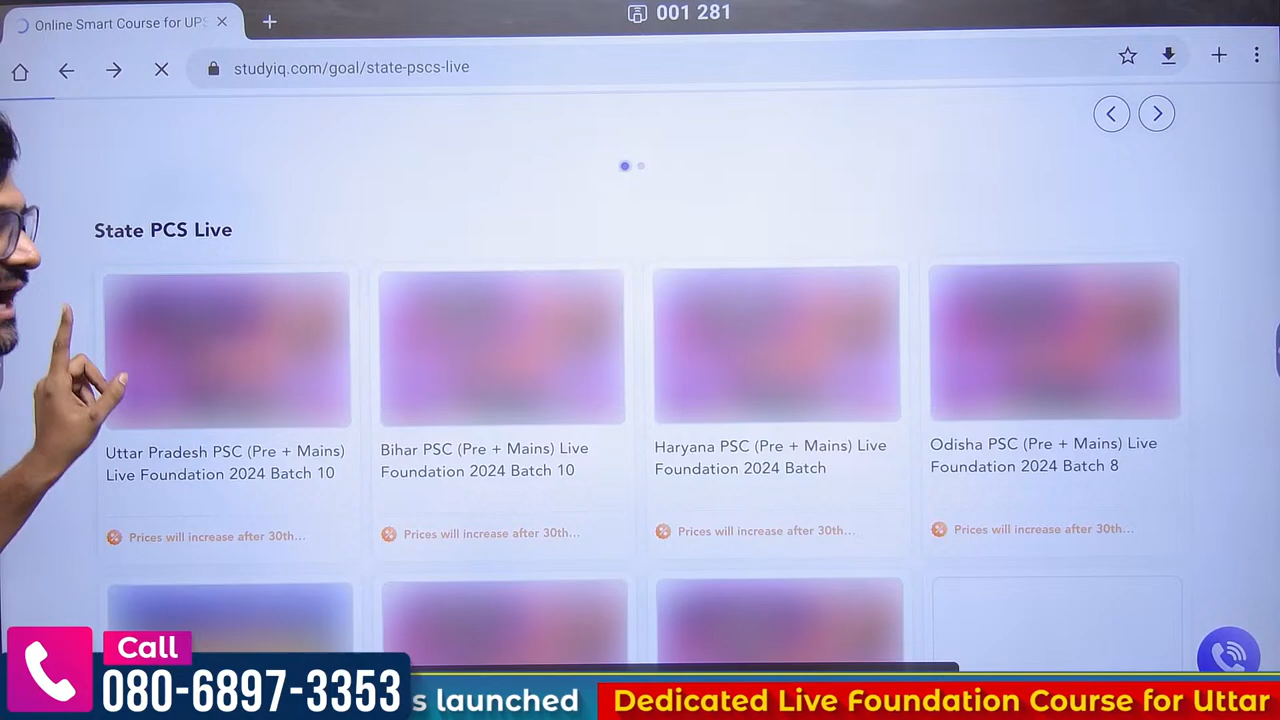 Online Smart Course for UPS
001 281
studyiq.com/goal/state-pscs-live
State PCS Live
Uttar Pradesh PSC (Pre + Mains)
Live Foundation 2024 Batch 10
Bihar PSC (Pre + Mains) Live
Foundation 2024 Batch 10
Haryana PSC (Pre + Mains) Live
Foundation 2024 Batch
Odisha PSC (Pre + Mains) Live
Foundation 2024 Batch 8
Prices will increase after 30th...
Prices will increase after 30th...
Prices will increase after 30th...
Prices will increase after 30th...
Call
080-6897-3353
s launched
Dedicated Live Foundation Course for Uttar